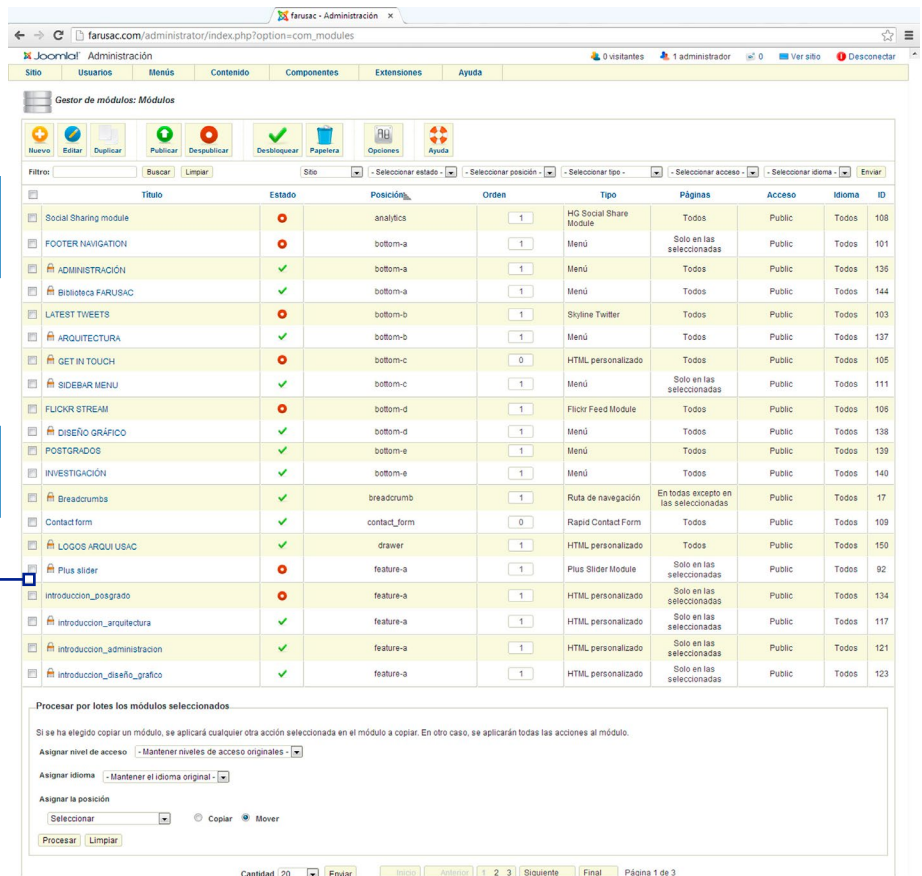 farusac - Administración ×
farusac.com/administrator/index.php?option=com_modules
Joomla! Administración 0 visitantes 1 administrador 0 Ver sitio Desconectar
Sitio Usuarios Menús Contenido Componentes Extensiones Ayuda
Gestor de módulos: Módulos
Nuevo Editar Duplicar Publicar Despublicar Desbloquear Papelera Opciones Ayuda
Filtro: Buscar Limpiar Sitio - Seleccionar estado - - Seleccionar posición - - Seleccionar tipo - - Seleccionar acceso - - Seleccionar idioma - Enviar
Título Estado Posición Orden Tipo Páginas Acceso Idioma ID
Social Sharing module analytics 1 HG Social Share Module Todos Public Todos 108
FOOTER NAVIGATION bottom-a 1 Menú Solo en las seleccionadas Public Todos 101
ADMINISTRACIÓN bottom-a 1 Menú Todos Public Todos 136
Biblioteca FARUSAC bottom-a 1 Menú Todos Public Todos 144
LATEST TWEETS bottom-b 1 Skyline Twitter Todos Public Todos 103
ARQUITECTURA bottom-b 1 Menú Todos Public Todos 137
GET IN TOUCH bottom-c 0 HTML personalizado Todos Public Todos 105
SIDEBAR MENU bottom-c 1 Menú Solo en las seleccionadas Public Todos 111
FLICKR STREAM bottom-d 1 Flickr Feed Module Todos Public Todos 106
DISEÑO GRÁFICO bottom-d 1 Menú Todos Public Todos 138
POSTGRADOS bottom-e 1 Menú Todos Public Todos 139
INVESTIGACIÓN bottom-e 1 Menú Todos Public Todos 140
Breadcrumbs breadcrumb 1 Ruta de navegación En todas excepto en las seleccionadas Public Todos 17
Contact form contact_form 0 Rapid Contact Form Todos Public Todos 109
LOGOS ARQUI USAC drawer 1 HTML personalizado Todos Public Todos 150
Plus slider feature-a 1 Plus Slider Module Solo en las seleccionadas Public Todos 92
introduccion_posgrado feature-a 1 HTML personalizado Solo en las seleccionadas Public Todos 134
introduccion_arquitectura feature-a 1 HTML personalizado Solo en las seleccionadas Public Todos 117
introduccion_administracion feature-a 1 HTML personalizado Solo en las seleccionadas Public Todos 121
introduccion_diseño_grafico feature-a 1 HTML personalizado Solo en las seleccionadas Public Todos 123
Procesar por lotes los módulos seleccionados
Si se ha elegido copiar un módulo, se aplicará cualquier otra acción seleccionada en el módulo a copiar. En otro caso, se aplicarán todas las acciones al módulo.
Asignar nivel de acceso - Mantener niveles de acceso originales -
Asignar idioma - Mantener el idioma original -
Asignar la posición
Seleccionar Copiar Mover
Procesar Limpiar
Cantidad 20 Enviar Inicio Anterior 1 2 3 Siguiente Final Página 1 de 3